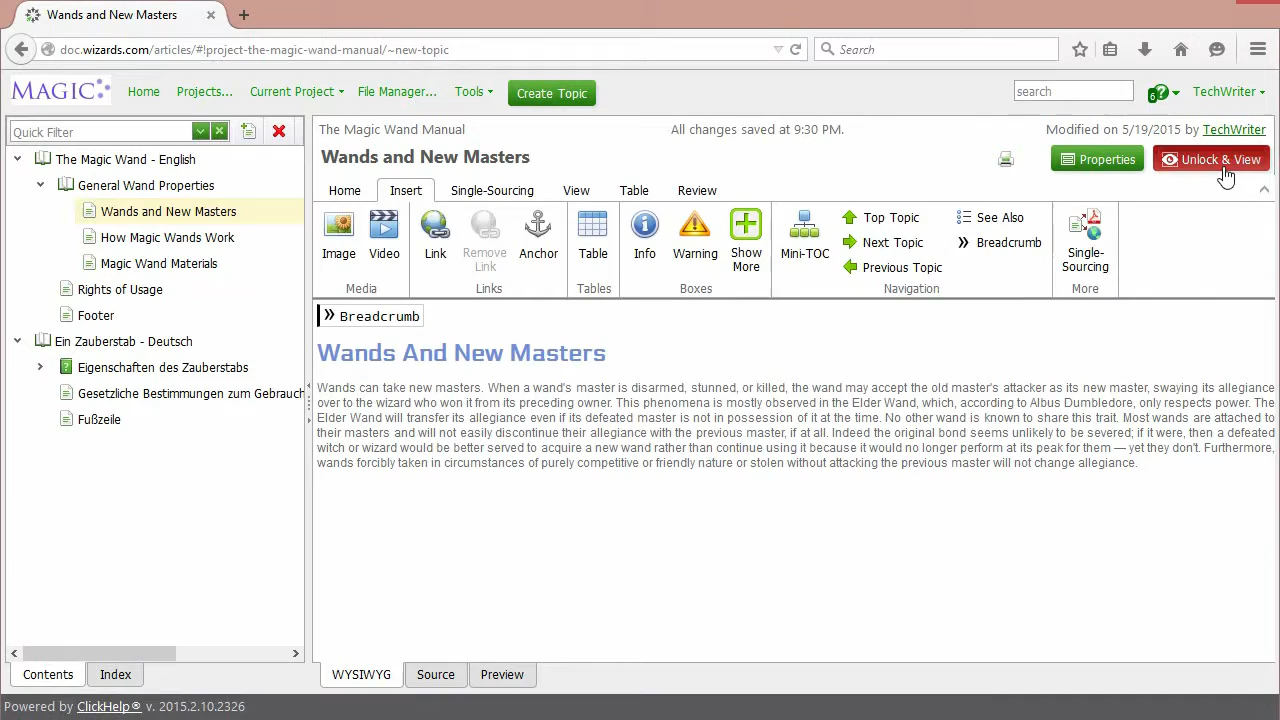 Wands and New Masters
doc.wizards.com/articles/#!project-the-magic-wand-manual/~new-topic
Search
MAGIC
Home Projects... Current Project File Manager... Tools Create Topic
search
6 ? TechWriter
Quick Filter
The Magic Wand - English
General Wand Properties
Wands and New Masters
How Magic Wands Work
Magic Wand Materials
Rights of Usage
Footer
Ein Zauberstab - Deutsch
Eigenschaften des Zauberstabs
Gesetzliche Bestimmungen zum Gebrauch
Fußzeile
Contents Index
The Magic Wand Manual All changes saved at 9:30 PM. Modified on 5/19/2015 by TechWriter
Wands and New Masters
Properties Unlock & View
Home Insert Single-Sourcing View Table Review
Image Video
Media
Link Remove Link Anchor
Links
Table
Tables
Info Warning Show More
Boxes
Mini-TOC Top Topic See Also
Next Topic Breadcrumb
Previous Topic
Navigation
Single-Sourcing
More
Breadcrumb
Wands And New Masters
Wands can take new masters. When a wand's master is disarmed, stunned, or killed, the wand may accept the old master's attacker as its new master, swaying its allegiance
over to the wizard who won it from its preceding owner. This phenomena is mostly observed in the Elder Wand, which, according to Albus Dumbledore, only respects power. The
Elder Wand will transfer its allegiance even if its defeated master is not in possession of it at the time. No other wand is known to share this trait. Most wands are attached to
their masters and will not easily discontinue their allegiance with the previous master, if at all. Indeed the original bond seems unlikely to be severed; if it were, then a defeated
witch or wizard would be better served to acquire a new wand rather than continue using it because it would no longer perform at its peak for them — yet they don't. Furthermore,
wands forcibly taken in circumstances of purely competitive or friendly nature or stolen without attacking the previous master will not change allegiance.
WYSIWYG Source Preview
Powered by ClickHelp® v. 2015.2.10.2326